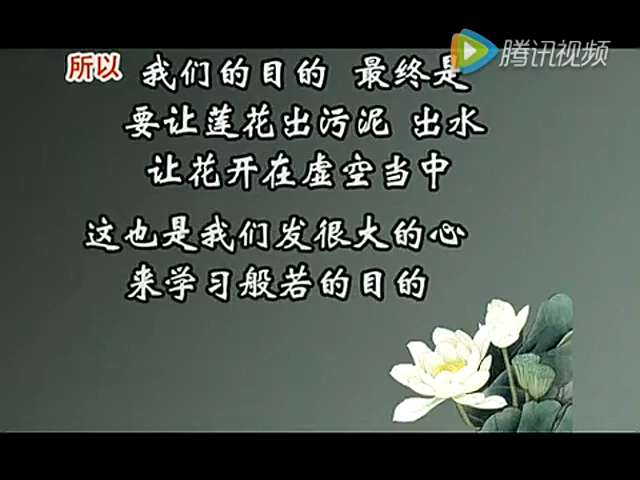 腾讯视频
所以 我们的目的 最终是
要让莲花出污泥 出水
让花开在虚空当中
这也是我们发很大的心
来学习般若的目的